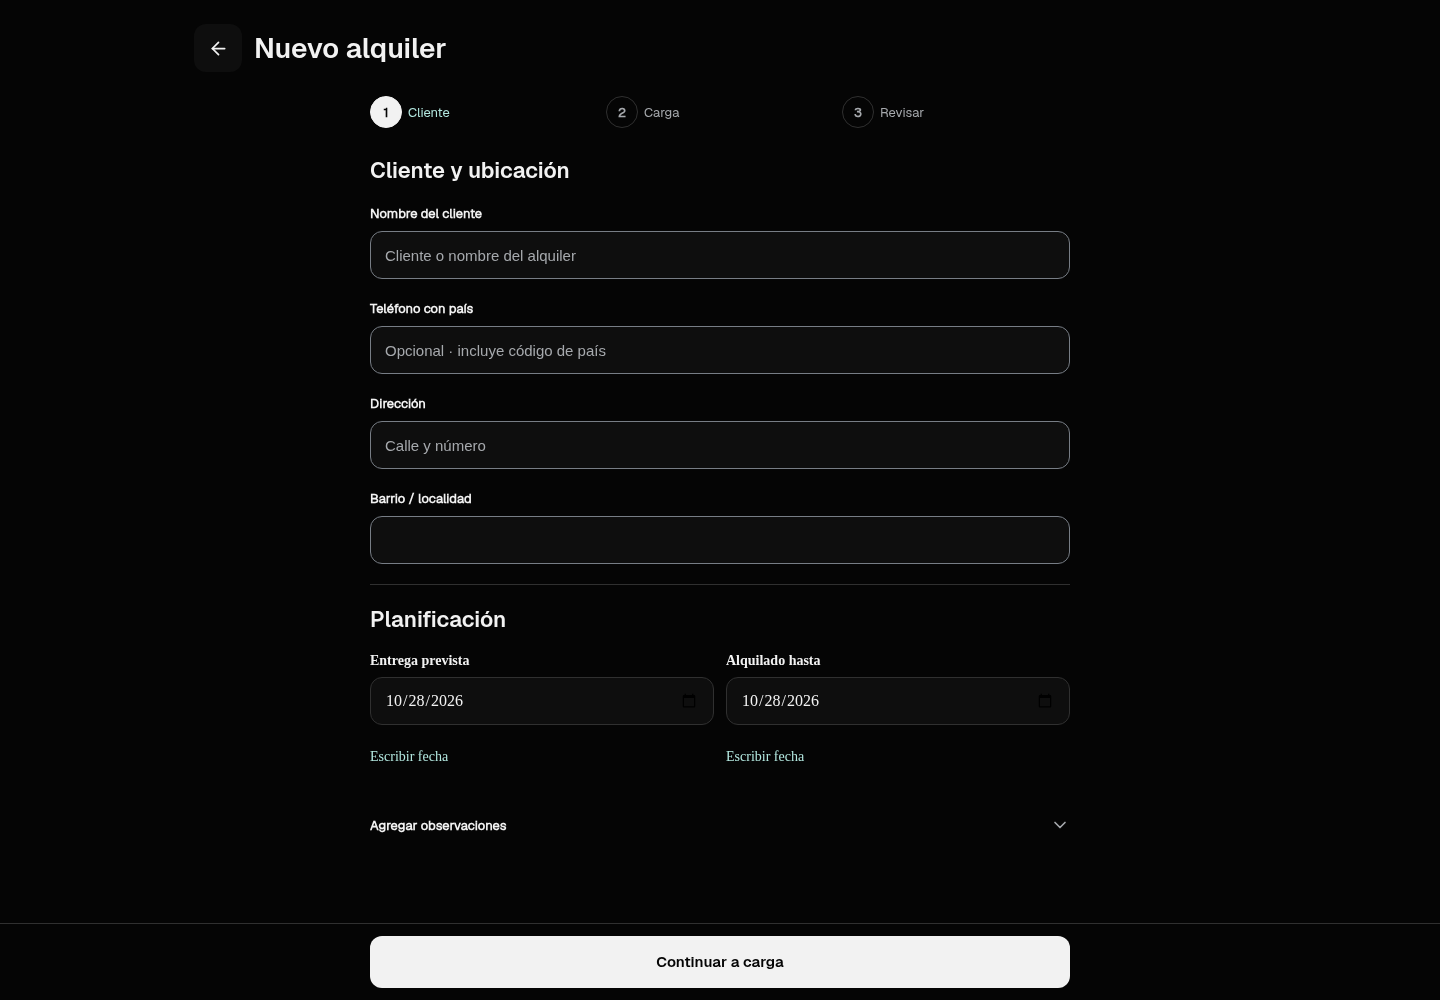 Nuevo alquiler
1 Cliente 2 Carga 3 Revisar
Cliente y ubicación
Nombre del cliente
Cliente o nombre del alquiler
Teléfono con país
Opcional · incluye código de país
Dirección
Calle y número
Barrio / localidad
Planificación
Entrega prevista Alquilado hasta
10/28/2026 10/28/2026
Escribir fecha Escribir fecha
Agregar observaciones
Continuar a carga